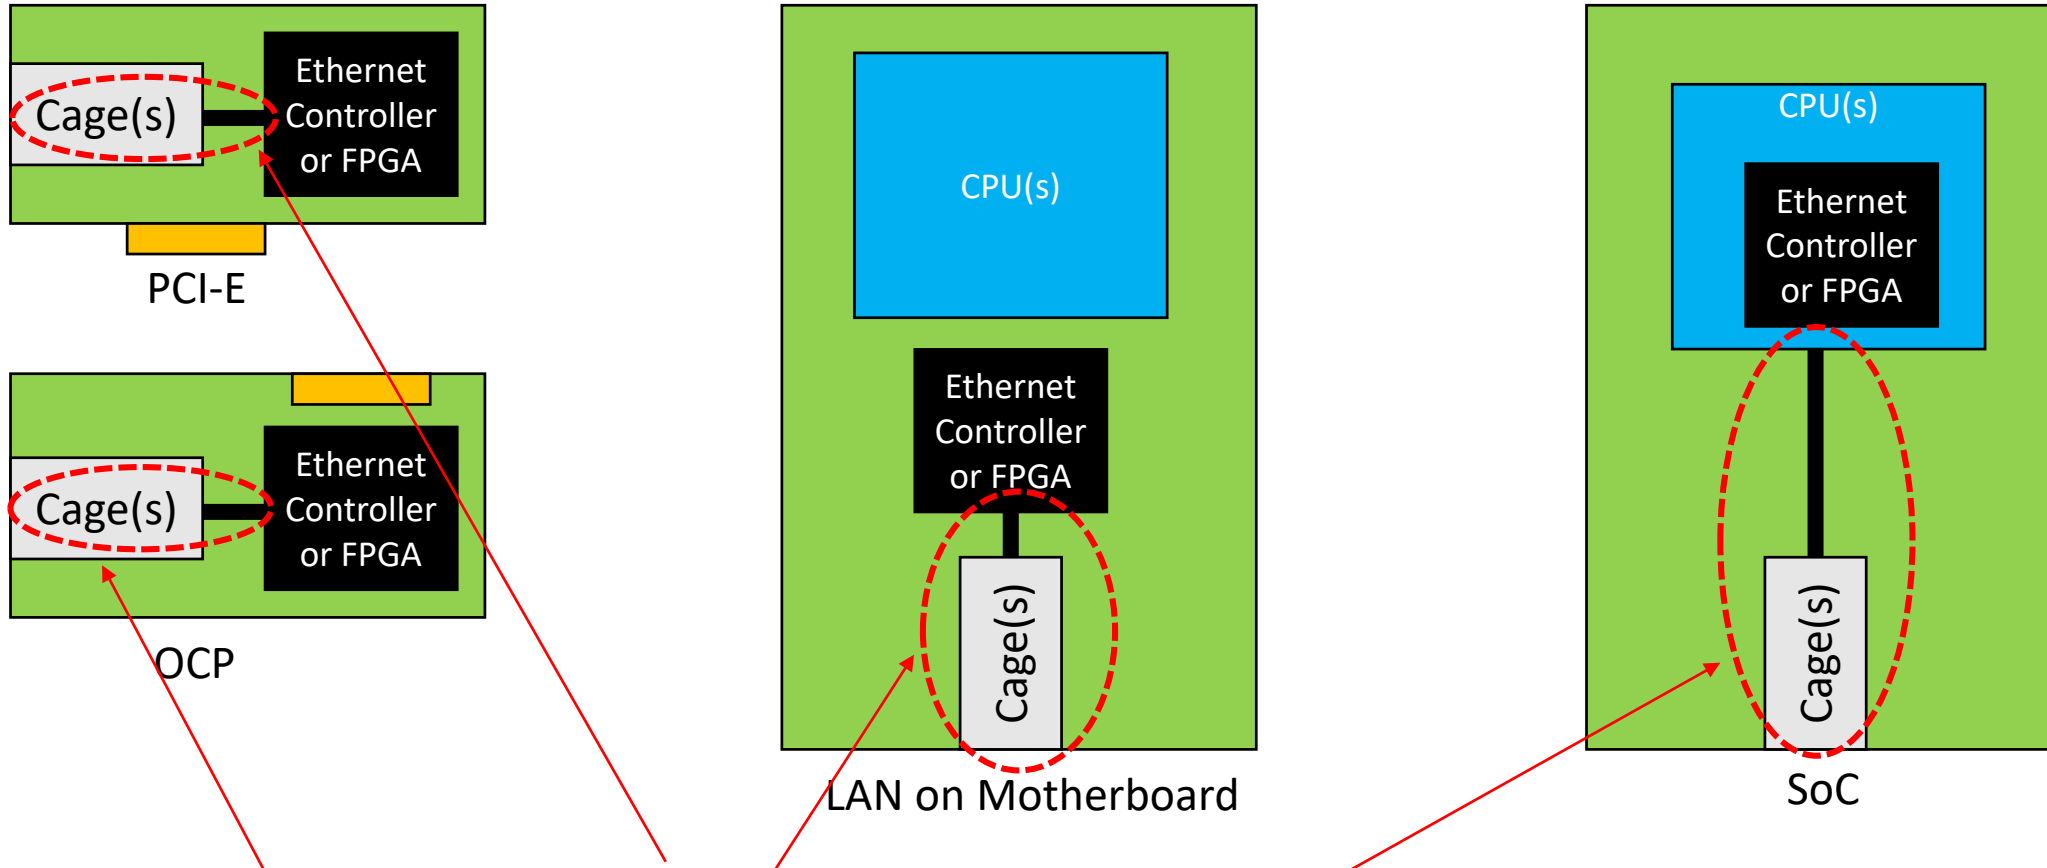 Cage(s)
Ethernet
Controller
or FPGA
PCI-E
Cage(s)
Ethernet
Controller
or FPGA
OCP
CPU(s)
Ethernet
Controller
or FPGA
Cage(s)
LAN on Motherboard
CPU(s)
Ethernet
Controller
or FPGA
Cage(s)
SoC